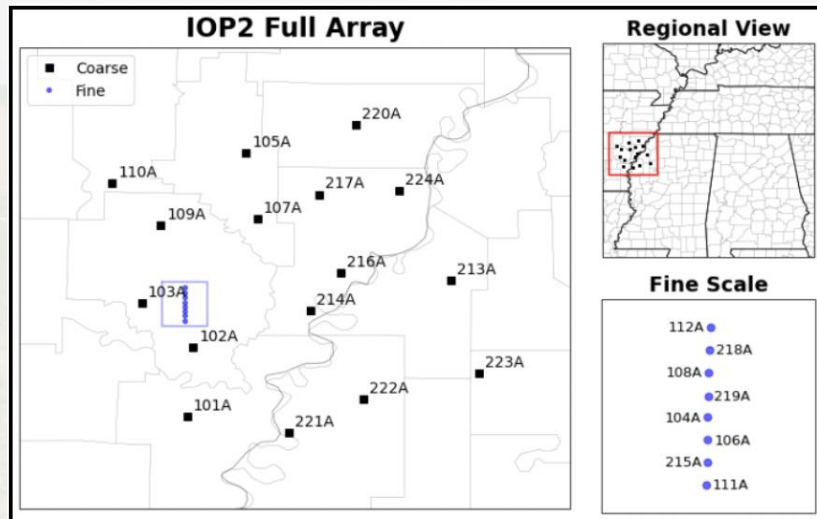 IOP2 Full Array
Regional View
Coarse
Fine
220A
105A
110A
217A
224A
107A
109A
216A
213A
103A
214A
102A
223A
222A
101A
221A
Fine Scale
112A
218A
108A
219A
104A
106A
215A
111A